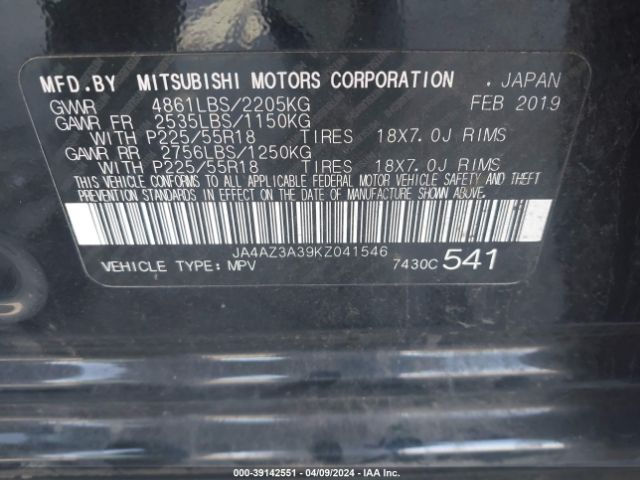 MFD.BY MITSUBISHI MOTORS CORPORATION . JAPAN
GVWR 4861LBS/2205KG FEB 2019
GAWR FR 2535LBS/1150KG
WITH P225/55R18 TIRES 18X7.0J RIMS
GAWR RR 2756LBS/1250KG
WITH P225/55R18 TIRES 18X7.0J RIMS
THIS VEHICLE CONFORMS TO ALL APPLICABLE FEDERAL MOTOR VEHICLE SAFETY AND THEFT
PREVENTION STANDARDS IN EFFECT ON THE DATE OF MANUFACTURE SHOWN ABOVE.
JA4AZ3A39KZ041546
VEHICLE TYPE:MPV 7430C 541
000-39142551 - 04/09/2024 - IAA Inc.